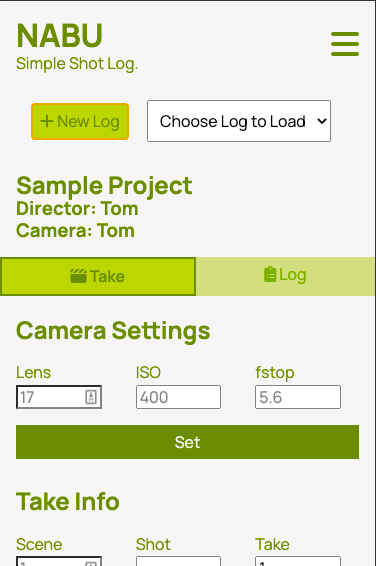 NABU
Simple Shot Log.
+ New Log
Choose Log to Load
Sample Project
Director: Tom
Camera: Tom
Take
Log
Camera Settings
Lens ISO fstop
17 400 5.6
Set
Take Info
Scene Shot Take